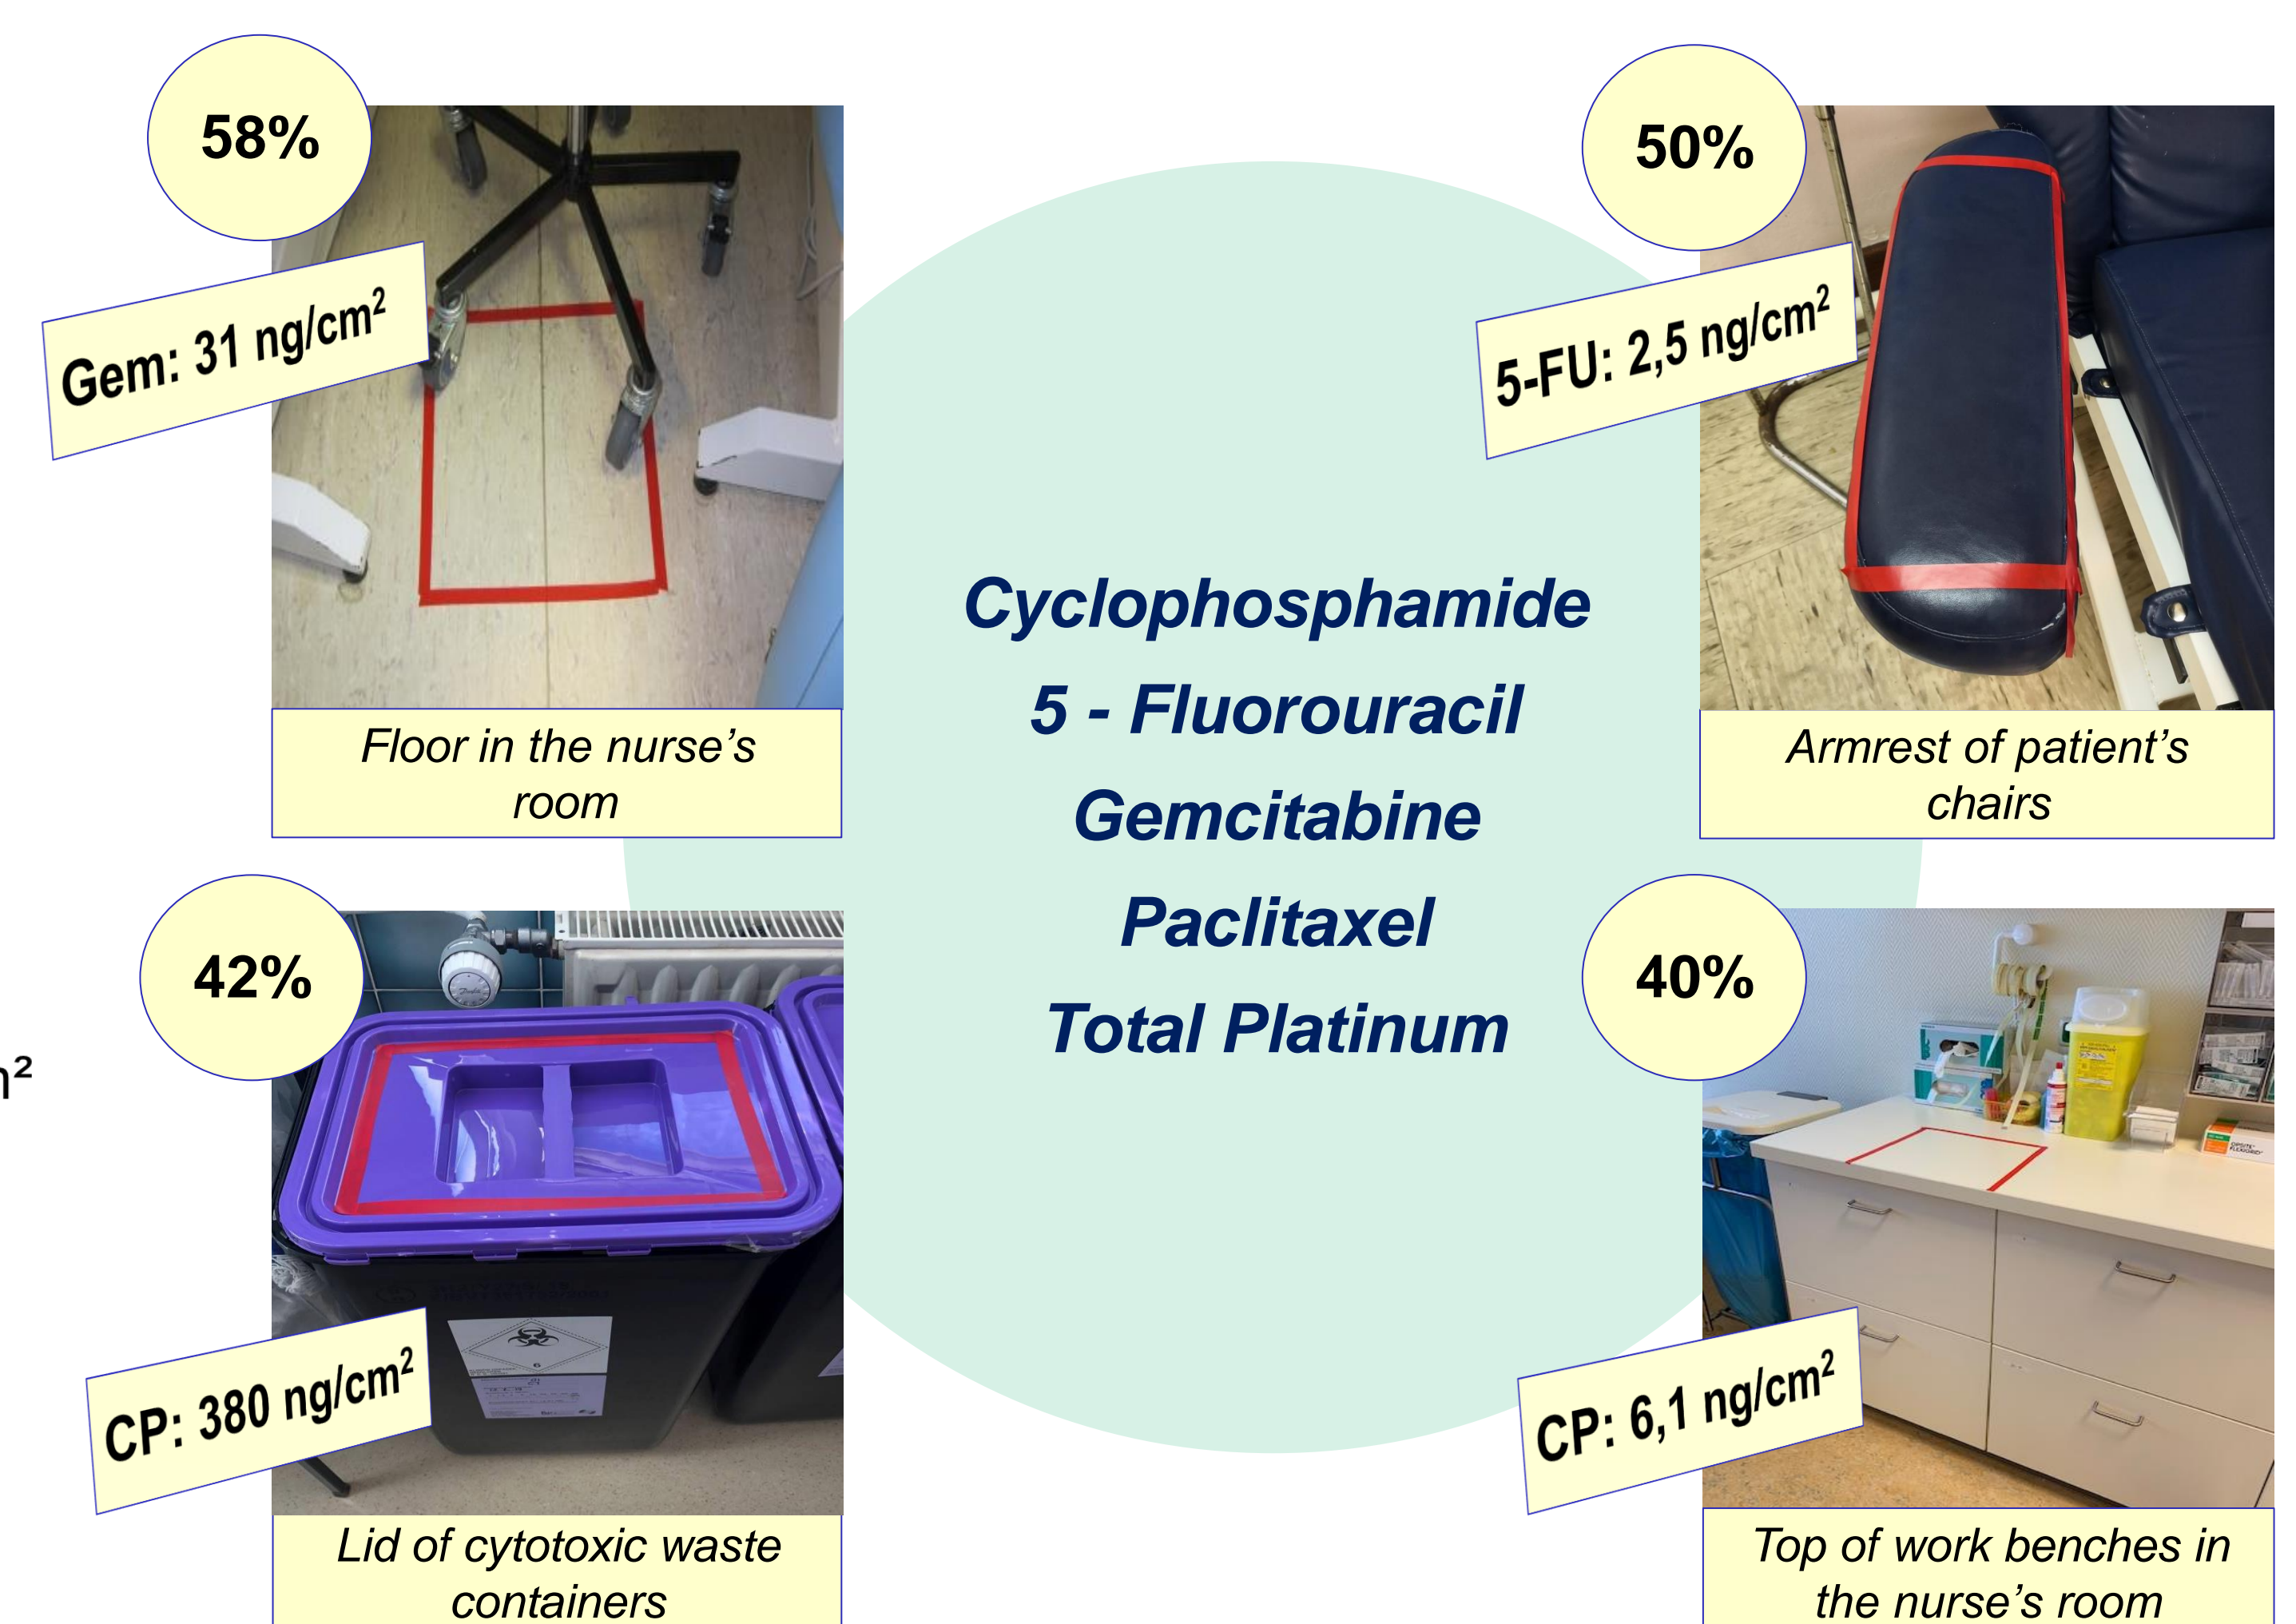 58%
Gem: 31 ng/cm²
Floor in the nurse’s
room
50%
5-FU: 2,5 ng/cm²
Armrest of patient’s
chairs
Cyclophosphamide
5 - Fluorouracil
Gemcitabine
Paclitaxel
Total Platinum
42%
CP: 380 ng/cm²
Lid of cytotoxic waste
containers
40%
CP: 6,1 ng/cm²
Top of work benches in
the nurse’s room